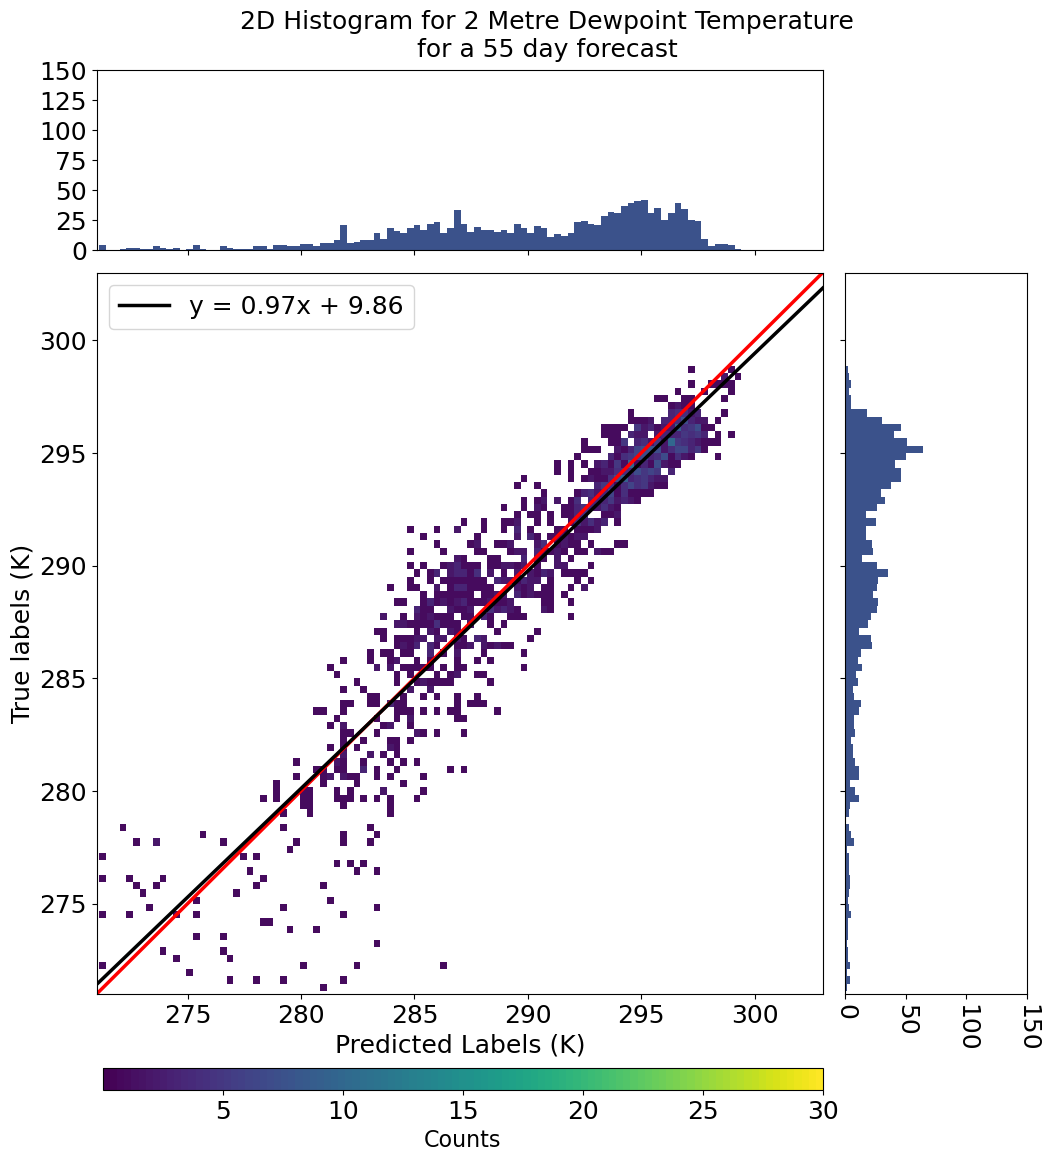 2D Histogram for 2 Metre Dewpoint Temperature
for a 55 day forecast
150
125
100
75
50
25
0
y = 0.97x + 9.86
300
295
290
285
280
275
True labels (K)
275 280 285 290 295 300
Predicted Labels (K)
0 50 100 150
5 10 15 20 25 30
Counts